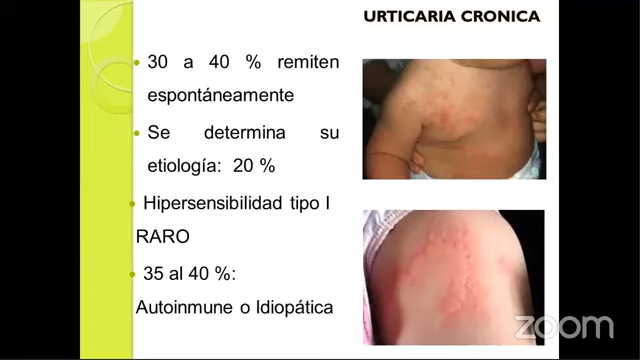 URTICARIA CRONICA
30 a 40 % remiten
espontáneamente
Se determina su
etiología: 20 %
Hipersensibilidad tipo I
RARO
35 al 40 %:
Autoinmune o Idiopática
zoom